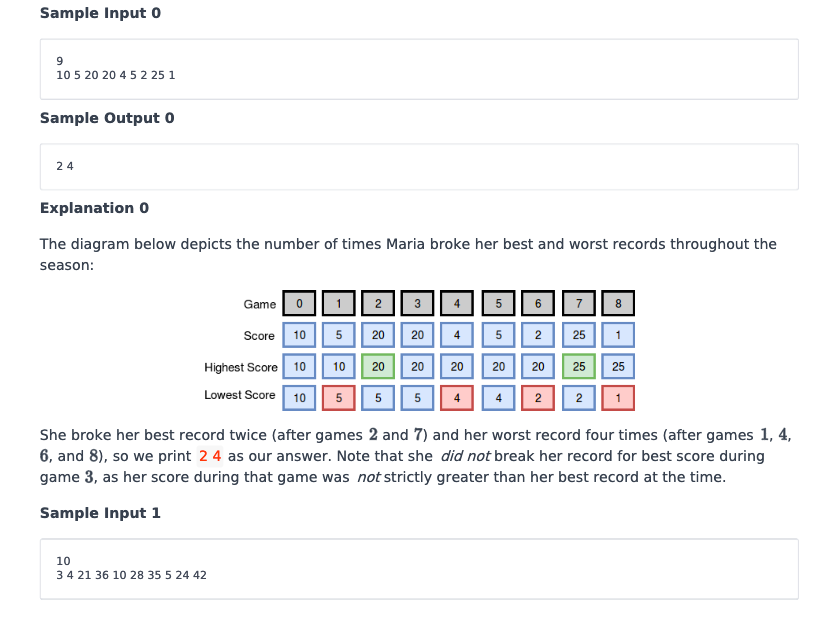 Sample Input 0
9
10 5 20 20 4 5 2 25 1
Sample Output 0
2 4
Explanation 0
The diagram below depicts the number of times Maria broke her best and worst records throughout the
season:
Game 0 1 2 3 4 5 6 7 8
Score 10 5 20 20 4 5 2 25 1
Highest Score 10 10 20 20 20 20 20 25 25
Lowest Score 10 5 5 5 4 4 2 2 1
She broke her best record twice (after games 2 and 7) and her worst record four times (after games 1, 4,
6, and 8), so we print 2 4 as our answer. Note that she did not break her record for best score during
game 3, as her score during that game was not strictly greater than her best record at the time.
Sample Input 1
10
3 4 21 36 10 28 35 5 24 42